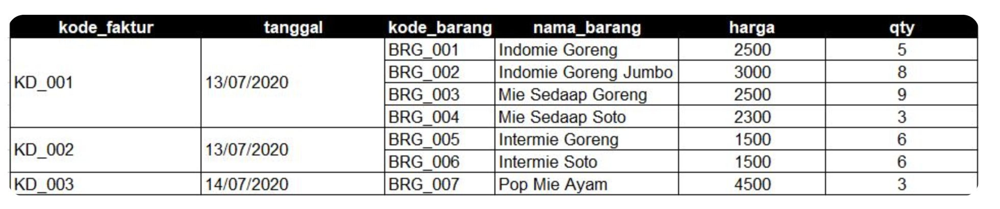 kode_faktur tanggal kode_barang nama_barang harga qty
KD_001 13/07/2020 BRG_001 Indomie Goreng 2500 5
BRG_002 Indomie Goreng Jumbo 3000 8
BRG_003 Mie Sedaap Goreng 2500 9
BRG_004 Mie Sedaap Soto 2300 3
KD_002 13/07/2020 BRG_005 Intermie Goreng 1500 6
BRG_006 Intermie Soto 1500 6
KD_003 14/07/2020 BRG_007 Pop Mie Ayam 4500 3